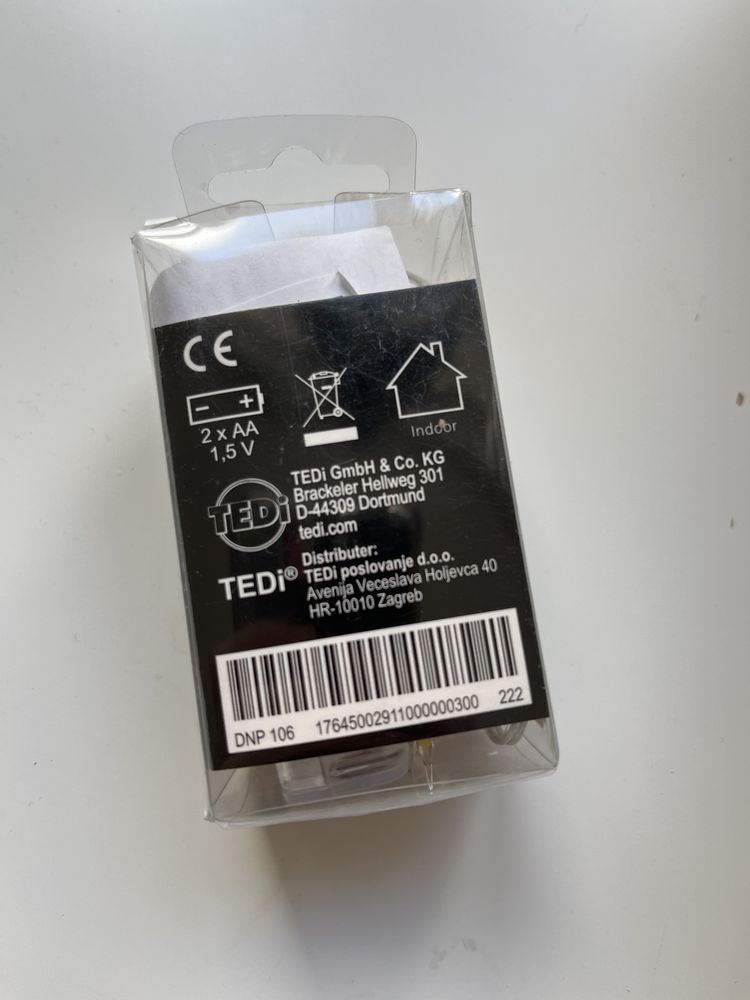 CE
2 x AA
1,5 V
Indoor
TEDi
TEDi GmbH & Co. KG
Brackeler Hellweg 301
D-44309 Dortmund
tedi.com
TEDi®
Distributer:
TEDi poslovanje d.o.o.
Avenija Veceslava Holjevca 40
HR-10010 Zagreb
DNP 106 17645002911000000300 222